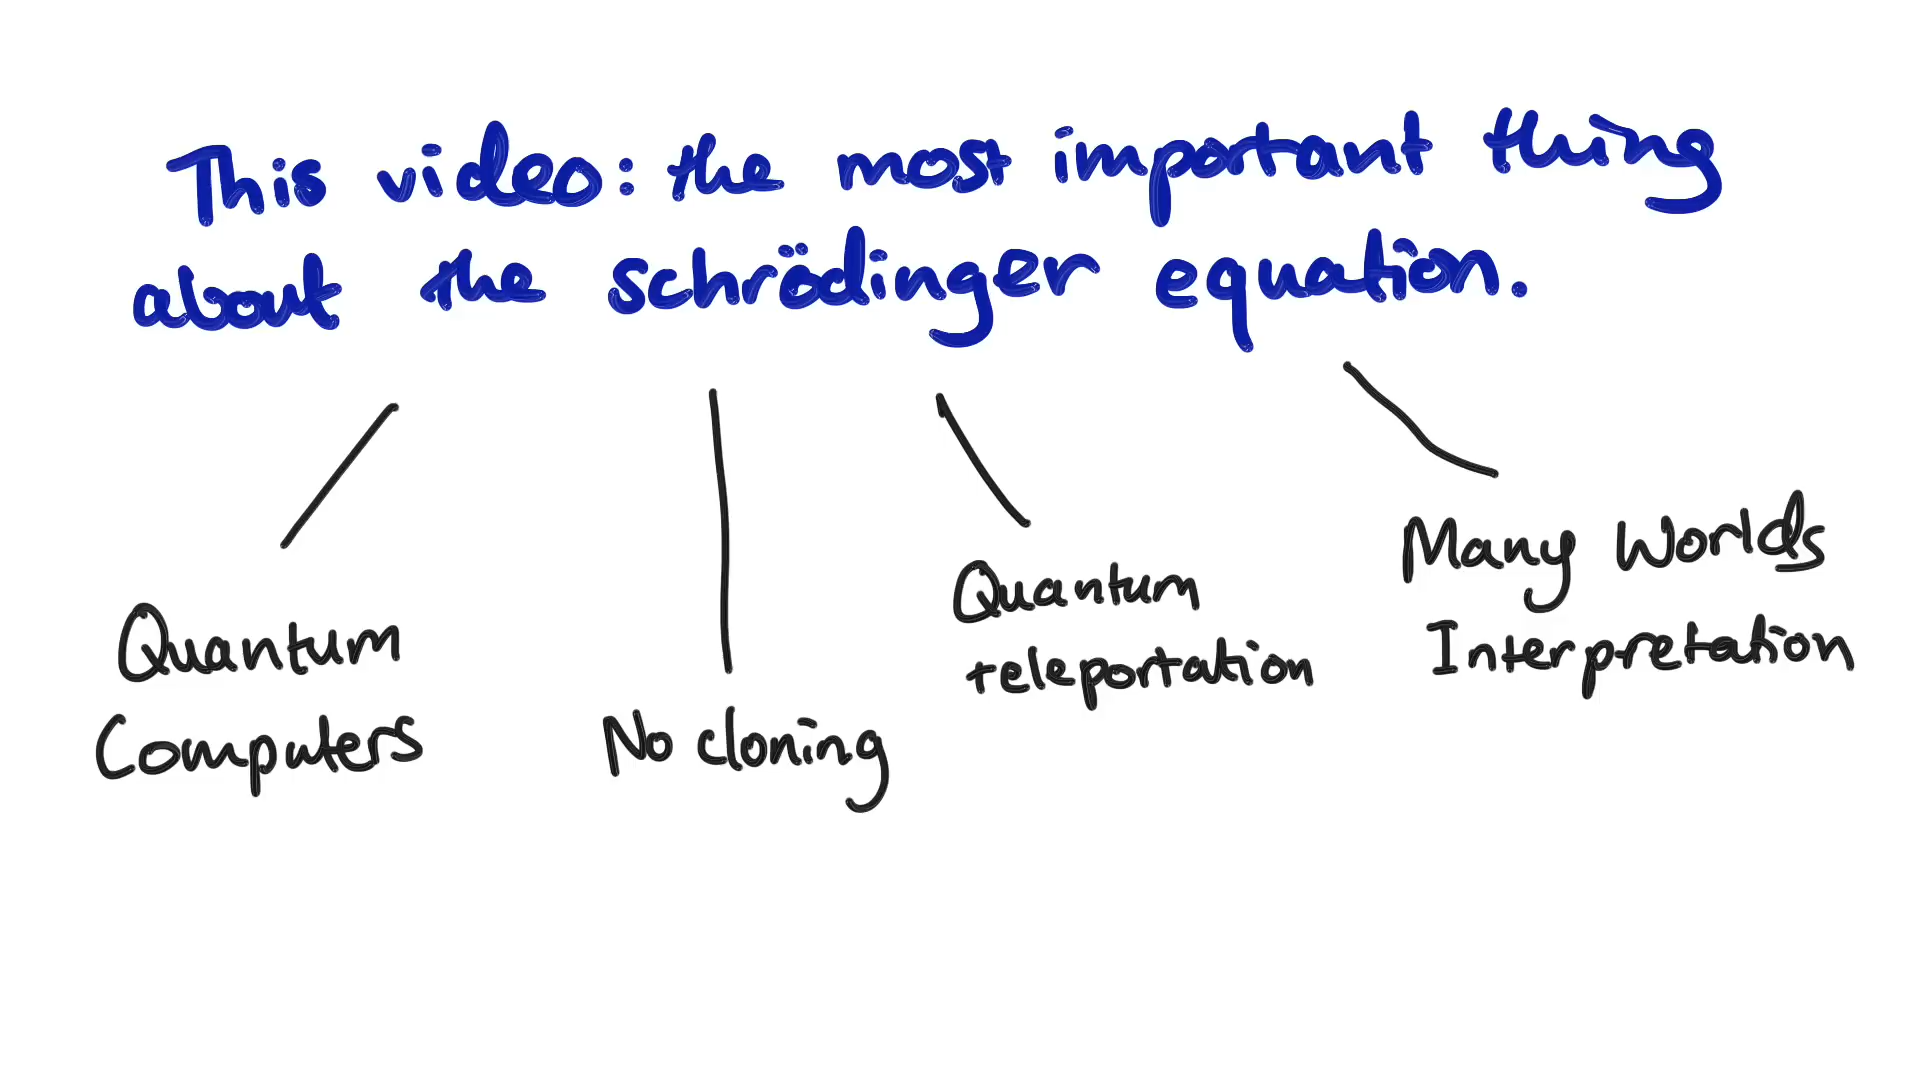 This video: the most important thing
about the schrödinger equation.
Quantum
Computers
No cloning
Quantum
teleportation
Many Worlds
Interpretation